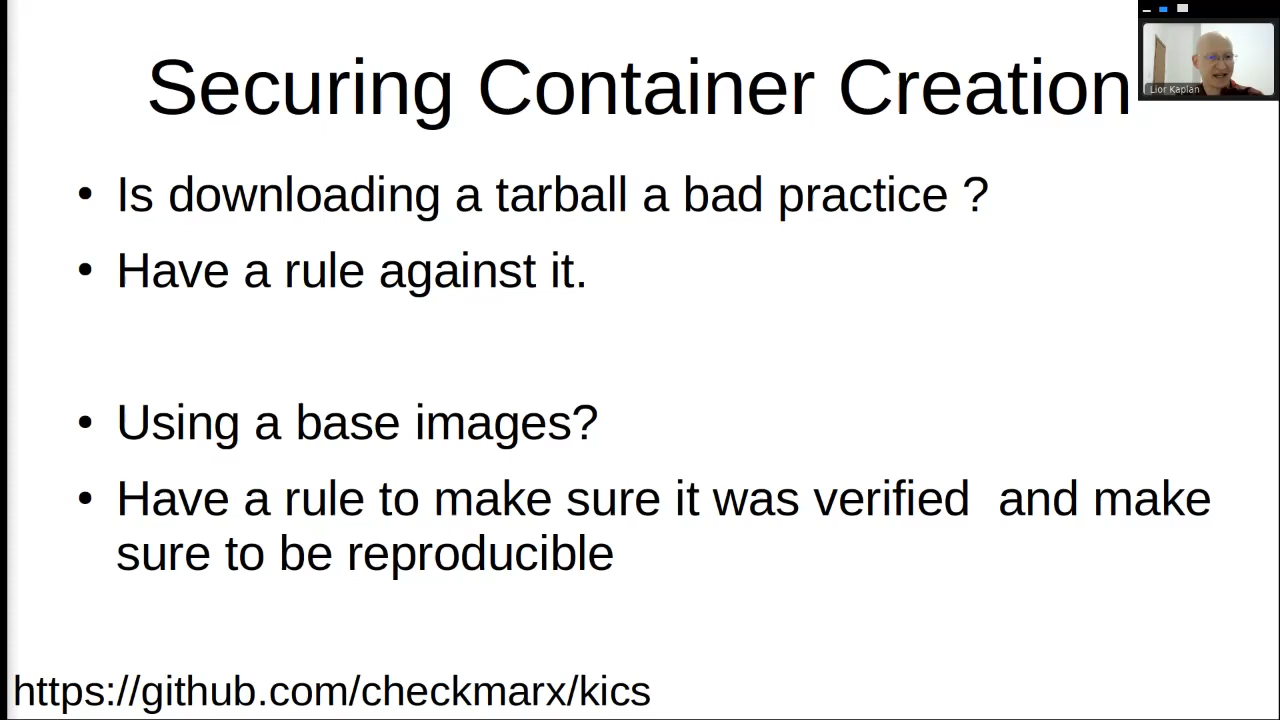 Securing Container Creation
Lior Kaplan
• Is downloading a tarball a bad practice ?
• Have a rule against it.
• Using a base images?
• Have a rule to make sure it was verified  and make
sure to be reproducible
https://github.com/checkmarx/kics